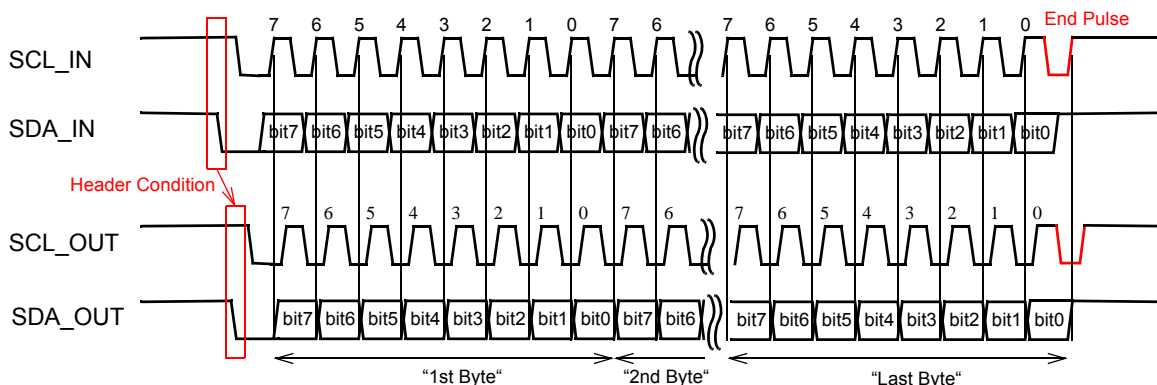 7 6 5 4 3 2 1 0 7 6 7 6 5 4 3 2 1 0 End Pulse
SCL_IN
SDA_IN bit7 bit6 bit5 bit4 bit3 bit2 bit1 bit0 bit7 bit6 bit7 bit6 bit5 bit4 bit3 bit2 bit1 bit0
Header Condition
7 6 5 4 3 2 1 0 7 6 7 6 5 4 3 2 1 0
SCL_OUT
SDA_OUT bit7 bit6 bit5 bit4 bit3 bit2 bit1 bit0 bit7 bit6 bit7 bit6 bit5 bit4 bit3 bit2 bit1 bit0
“1st Byte“ “2nd Byte“ “Last Byte“